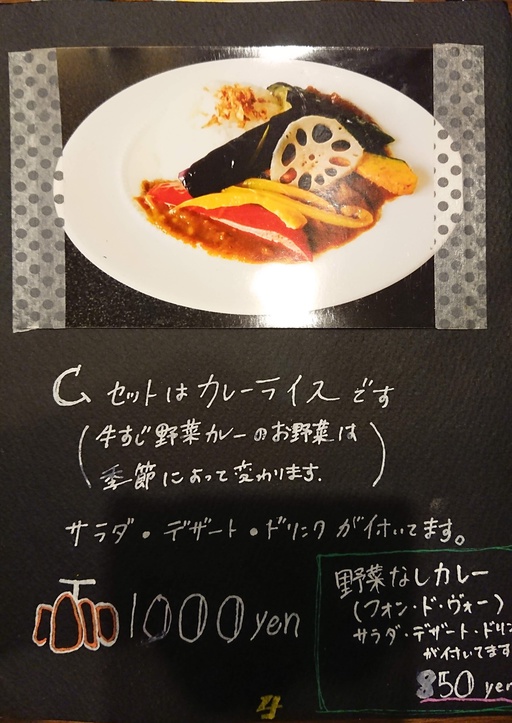 Cセットはカレーライスです
(牛すじ野菜カレーのお野菜は
季節によって変わります.)
サラダ・デザート・ドリンクが付いてます。
1000yen
野菜なしカレー
(フォン・ド・ヴォー)
サラダ・デザート・ドリン
が付いてます
850 yen